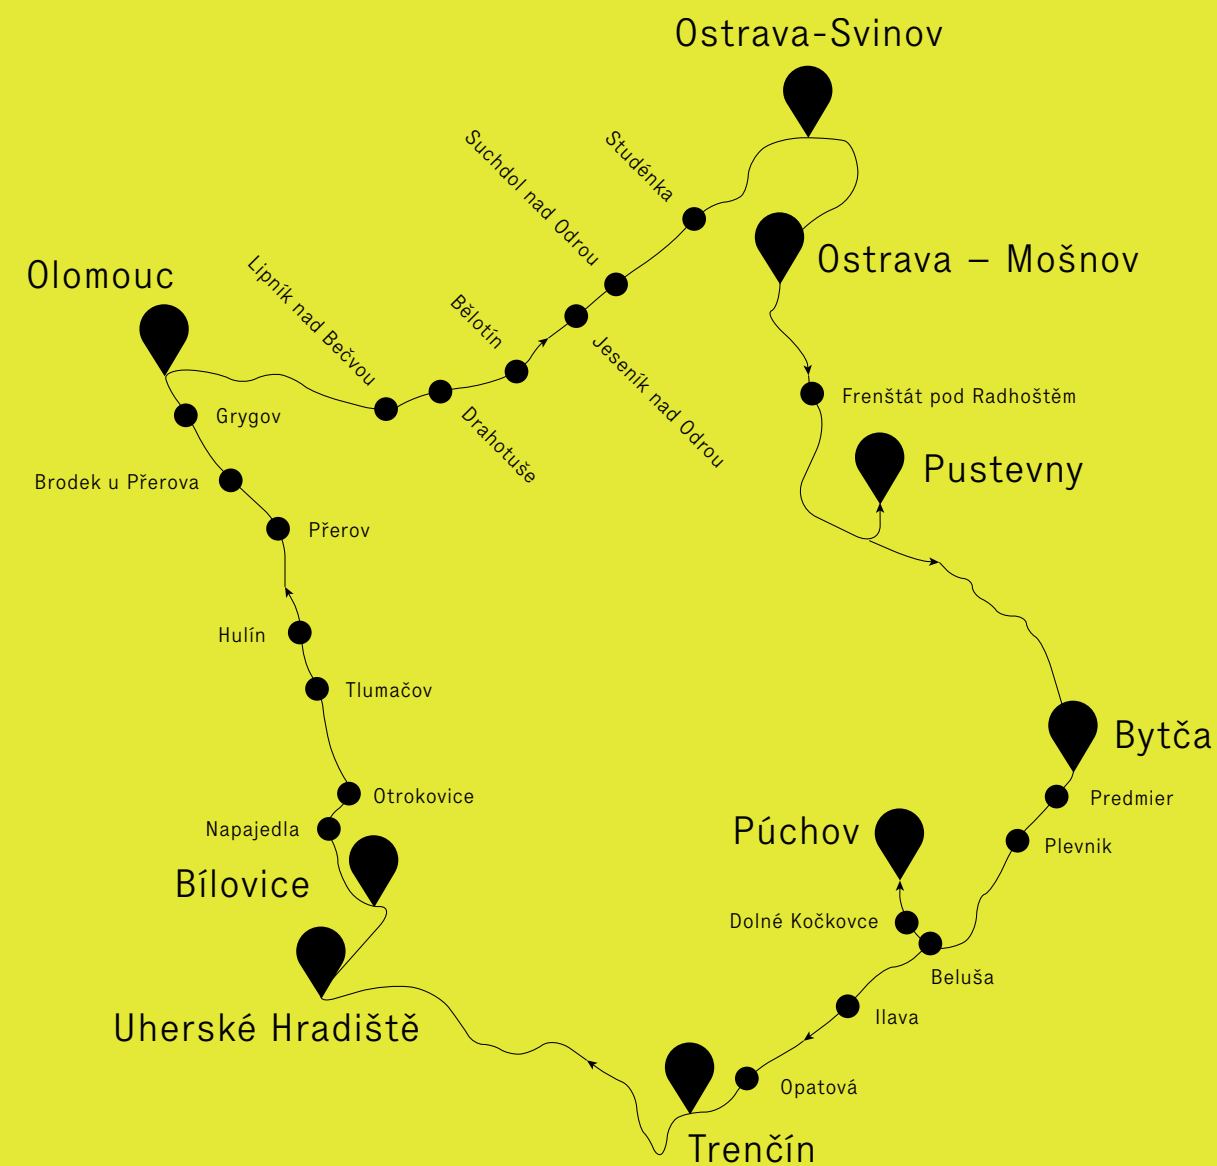 Ostrava-Svinov
Studénka
Suchdol nad Odrou
Ostrava – Mošnov
Olomouc
Lipník nad Bečvou
Bělotín
Jeseník nad Odrou
Drahotuše
Frenštát pod Radhoštěm
Grygov
Pustevny
Brodek u Přerova
Přerov
Hulín
Tlumačov
Bytča
Otrokovice
Predmier
Napajedla
Púchov
Plevnik
Bílovice
Dolné Kočkovce
Beluša
Uherské Hradiště
Ilava
Opatová
Trenčín